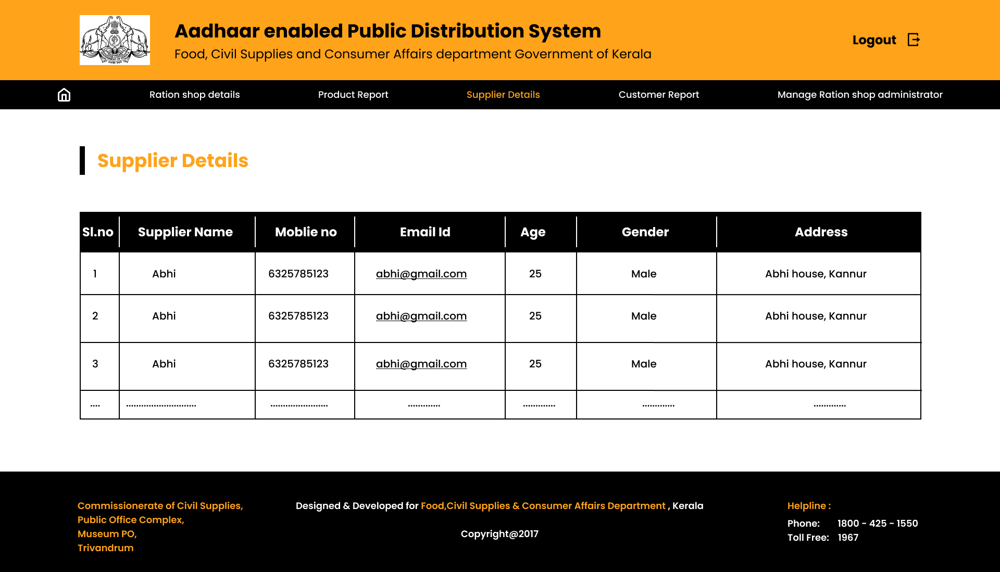 Aadhaar enabled Public Distribution System
Food, Civil Supplies and Consumer Affairs department Government of Kerala
Logout
Ration shop details Product Report Supplier Details Customer Report Manage Ration shop administrator
Supplier Details
Sl.no Supplier Name Moblie no Email Id Age Gender Address
1 Abhi 6325785123 abhi@gmail.com 25 Male Abhi house, Kannur
2 Abhi 6325785123 abhi@gmail.com 25 Male Abhi house, Kannur
3 Abhi 6325785123 abhi@gmail.com 25 Male Abhi house, Kannur
.... ............................ ....................... ............. ............. ............. .............
Commissionerate of Civil Supplies,
Public Office Complex,
Museum PO,
Trivandrum
Designed & Developed for Food,Civil Supplies & Consumer Affairs Department , Kerala
Copyright@2017
Helpline :
Phone: 1800 - 425 - 1550
Toll Free: 1967